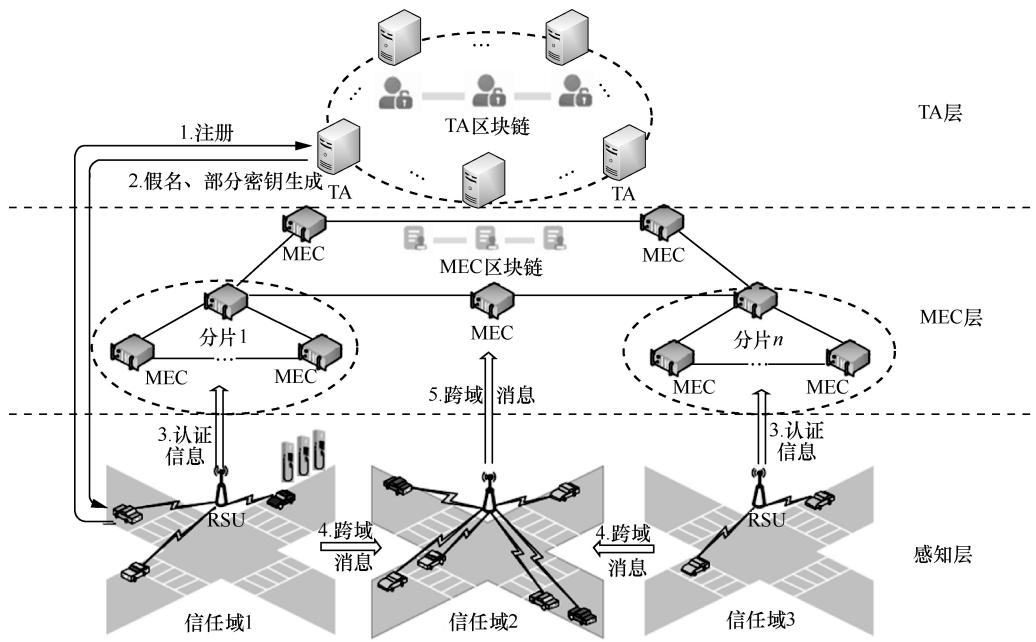 …
TA区块链
TA层
1.注册
2.假名、部分密钥生成
TA
TA
MEC
MEC
MEC区块链
MEC
MEC层
分片1
MEC
…
MEC
分片n
MEC
…
MEC
3.认证
信息
5.跨域 消息
3.认证
信息
RSU
RSU
4.跨域
消息
4.跨域
消息
感知层
信任域1
信任域2
信任域3